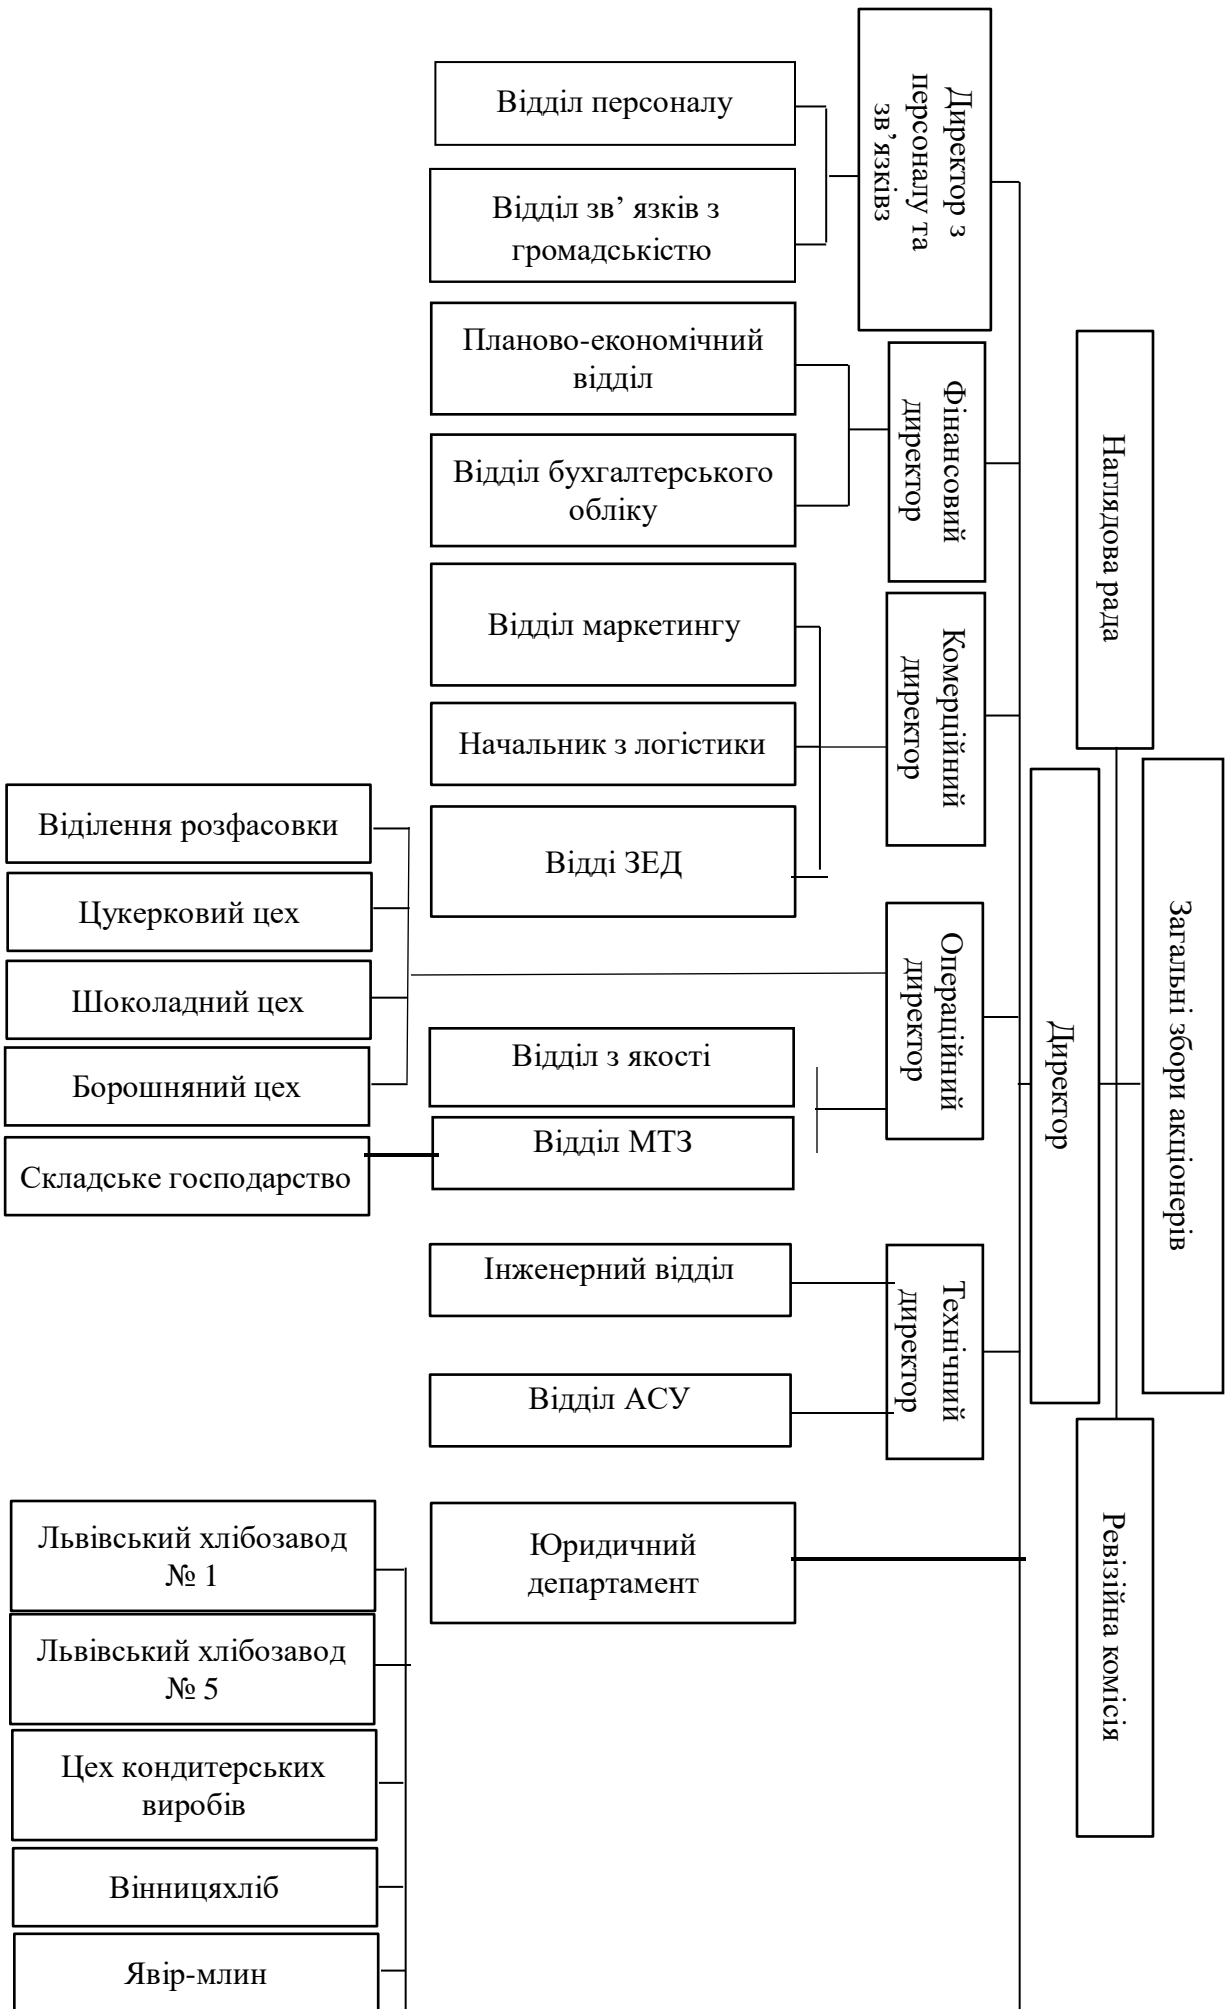 Відділ персоналу
Директор з
персоналу та
зв’язківз
Відділ зв’ язків з
громадськістю
Планово-економічний
відділ
Фінансовий
директор
Наглядова рада
Відділ бухгалтерського
обліку
Відділ маркетингу
Комерційний
директор
Начальник з логістики
Віділення розфасовки
Відді ЗЕД
Цукерковий цех
Операційний
директор
Директор
Загальні збори акціонерів
Шоколадний цех
Відділ з якості
Борошняний цех
Відділ МТЗ
Складське господарство
Інженерний відділ
Технічний
директор
Відділ АСУ
Львівський хлібозавод
№ 1
Юридичний
департамент
Ревізійна комісія
Львівський хлібозавод
№ 5
Цех кондитерських
виробів
Вінницяхліб
Явір-млин